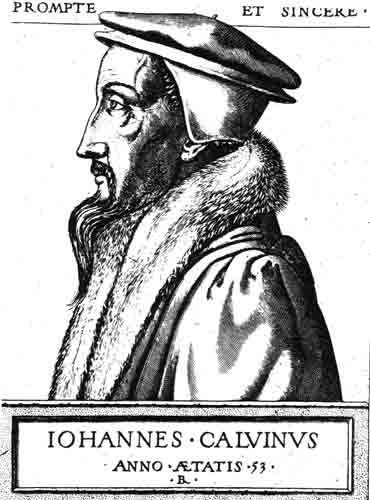 PROMPTE ET SINCERE ·
IOHANNES · CALVINVS
ANNO · ÆTATIS · 53 ·
· B ·